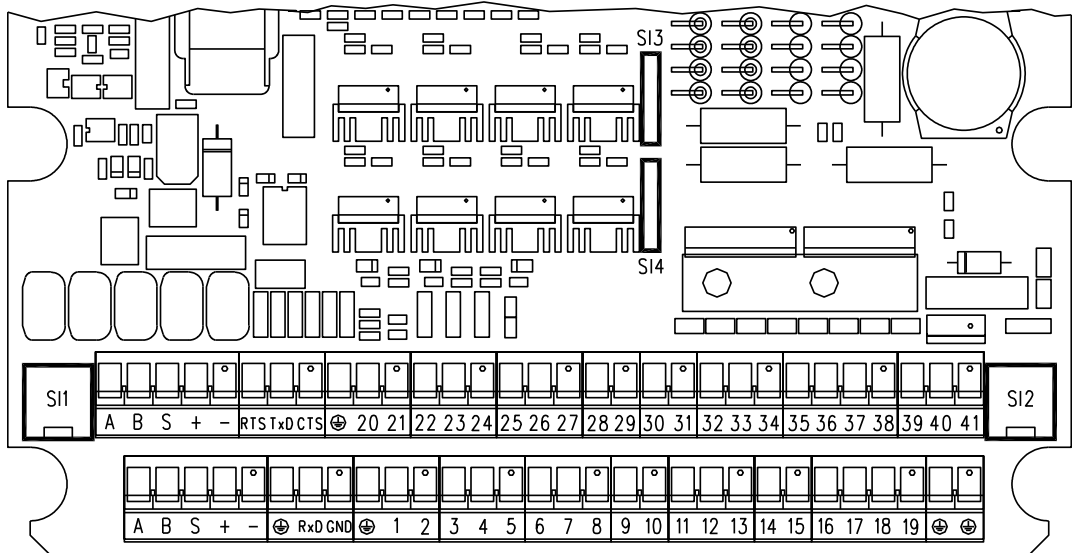 SI3
SI4
SI1
A B S + - RTS TxD CTS ⏚ 20 21 22 23 24 25 26 27 28 29 30 31 32 33 34 35 36 37 38 39 40 41
SI2
A B S + - ⏚ RxD GND ⏚ 1 2 3 4 5 6 7 8 9 10 11 12 13 14 15 16 17 18 19 ⏚ ⏚